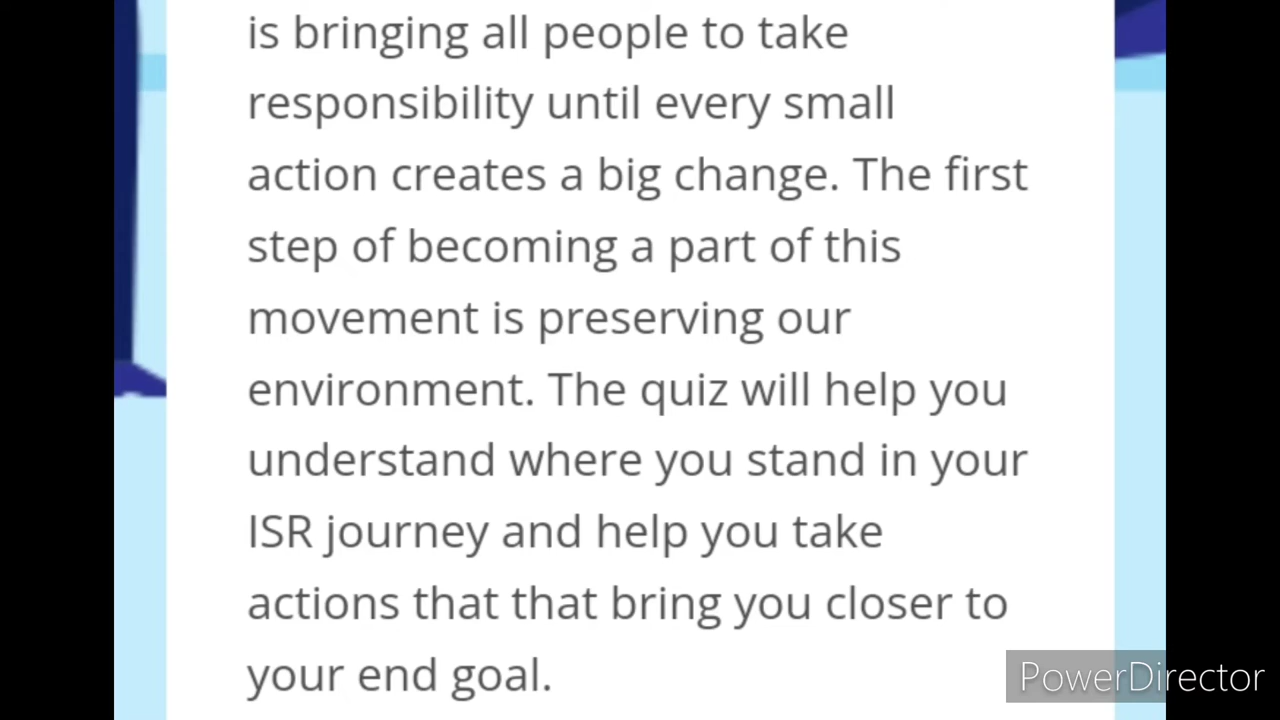 is bringing all people to take
responsibility until every small
action creates a big change. The first
step of becoming a part of this
movement is preserving our
environment. The quiz will help you
understand where you stand in your
ISR journey and help you take
actions that that bring you closer to
your end goal.
PowerDirector